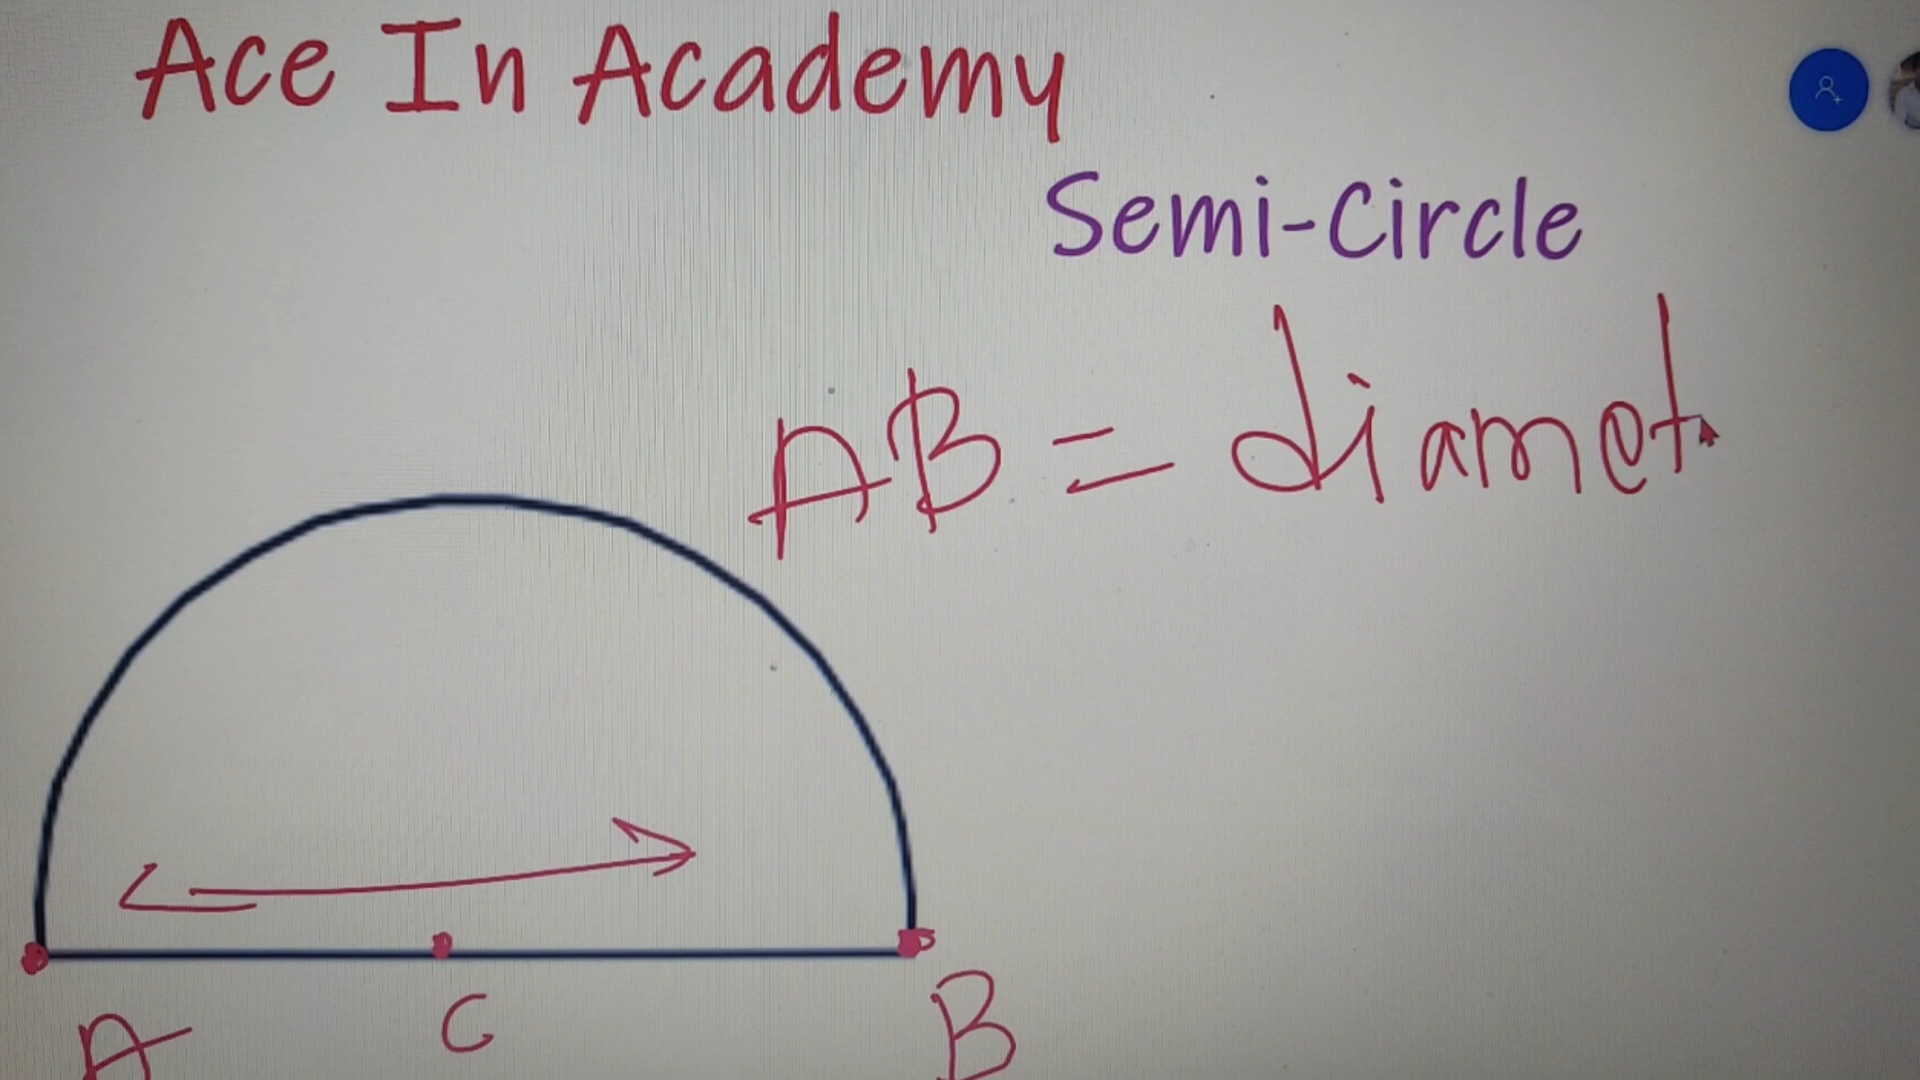 Ace In Academy
Semi-Circle
AB = diamet
A C B